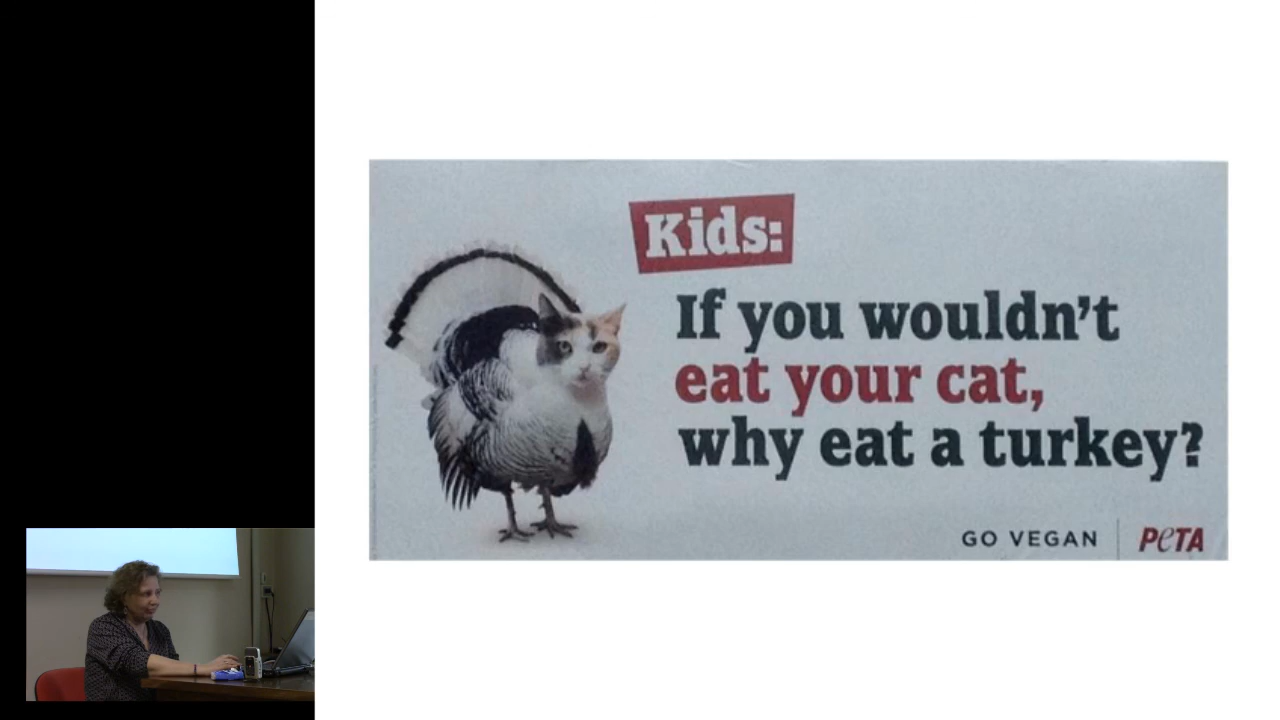 Kids:
If you wouldn't
eat your cat,
why eat a turkey?
GO VEGAN
PETA